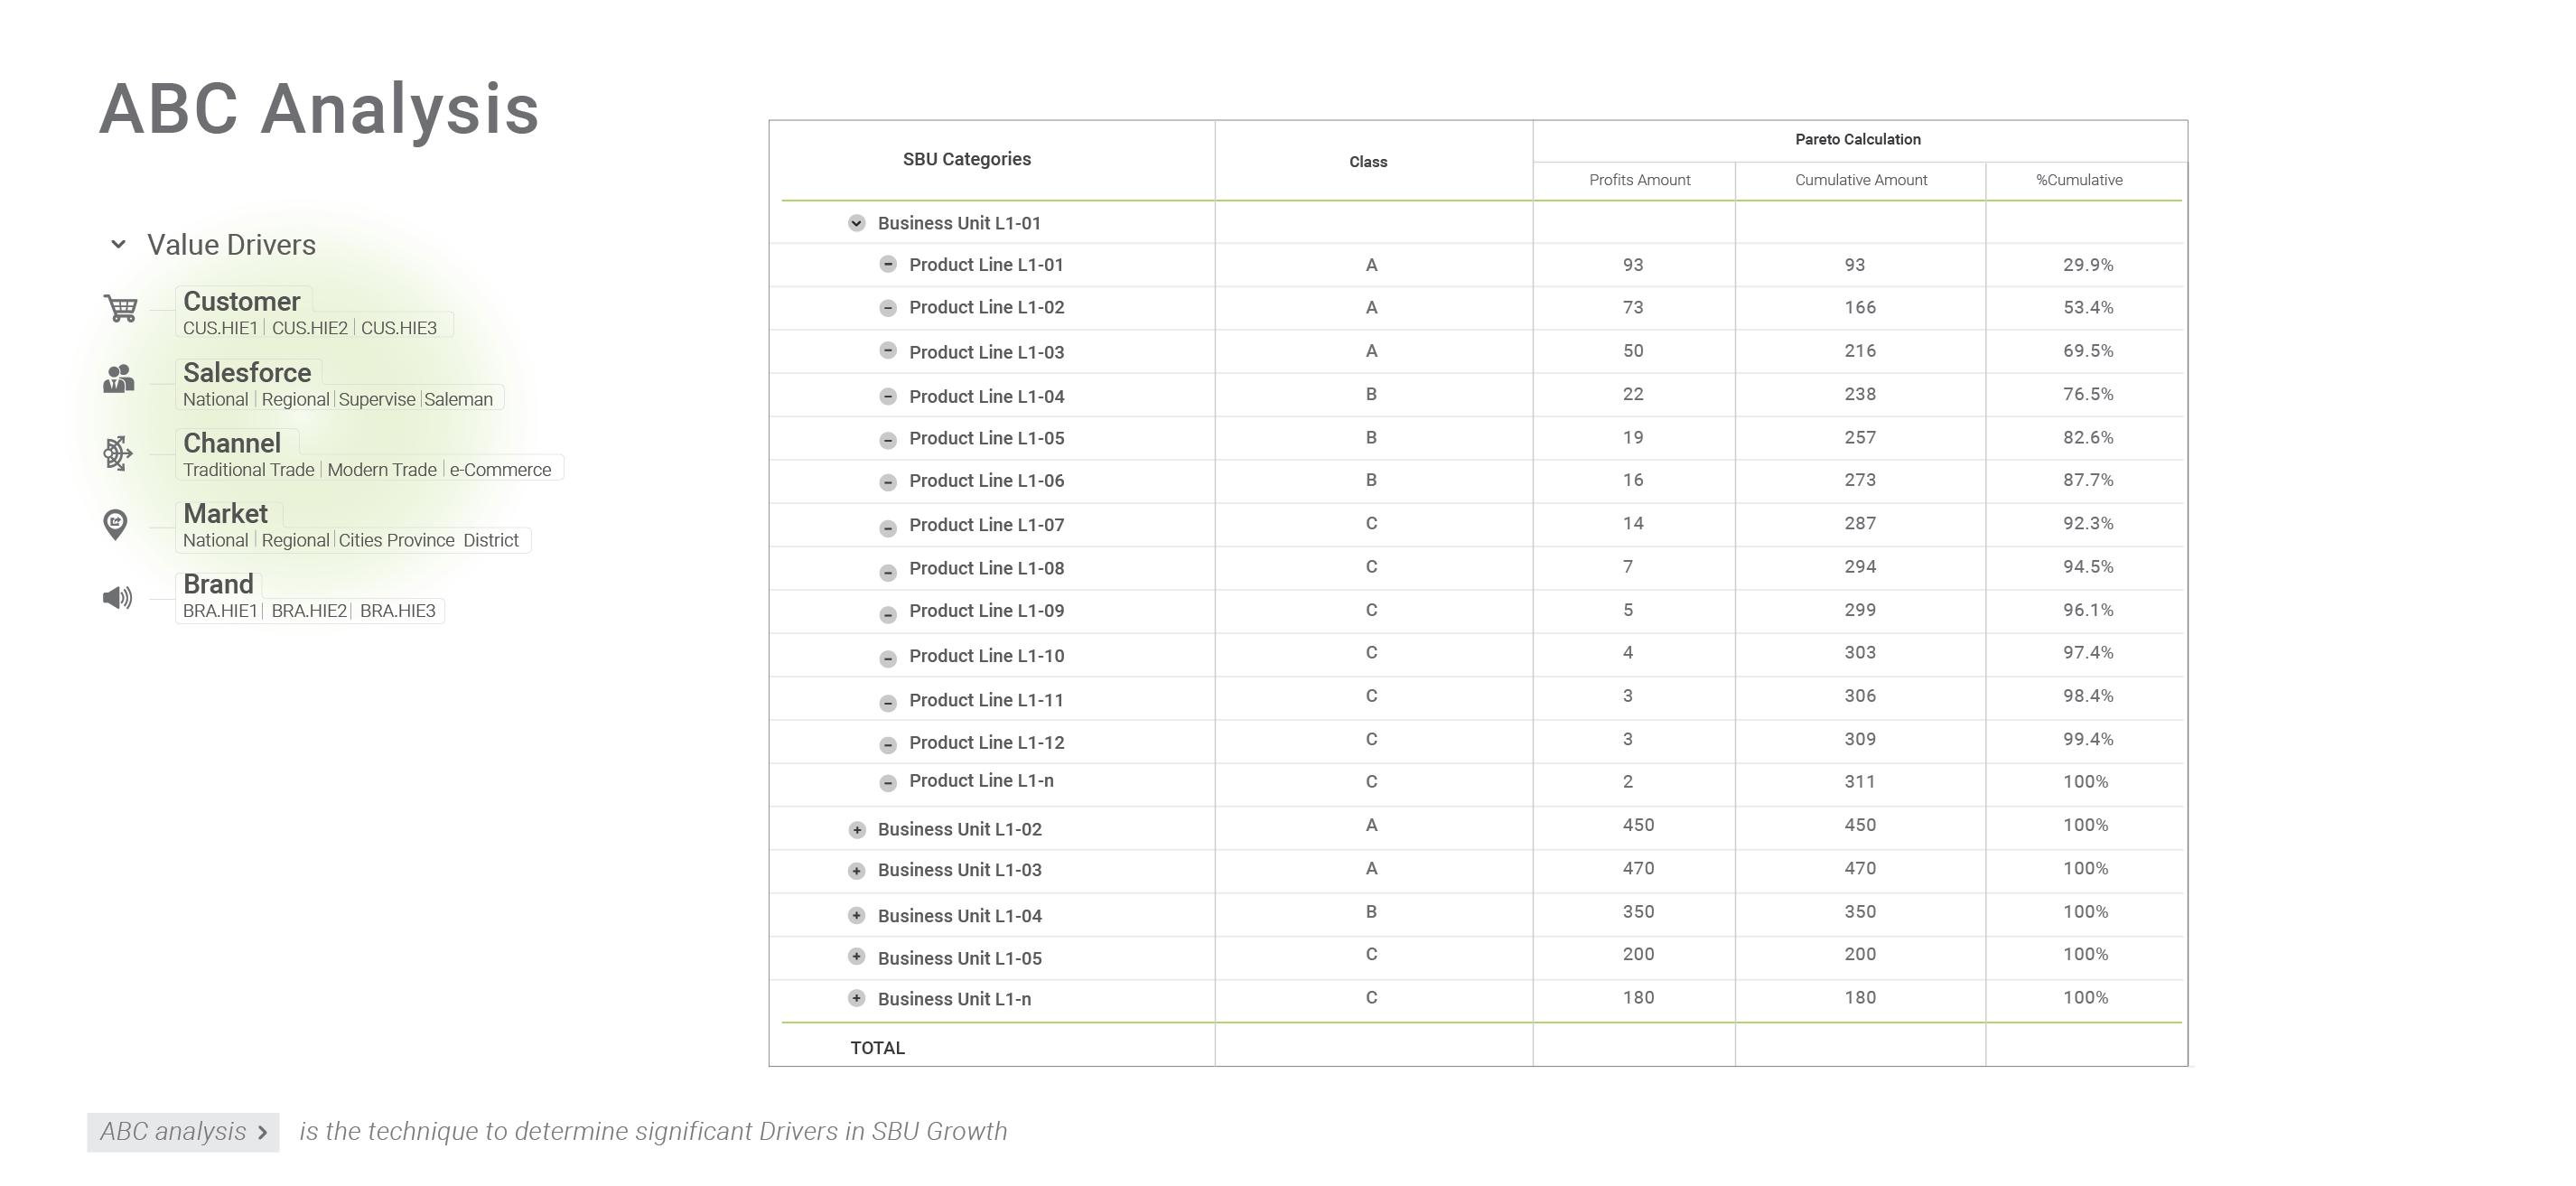 ABC Analysis
Value Drivers
Customer
CUS.HIE1 | CUS.HIE2 | CUS.HIE3
Salesforce
National | Regional | Supervise | Saleman
Channel
Traditional Trade | Modern Trade | e-Commerce
Market
National | Regional | Cities Province District
Brand
BRA.HIE1 | BRA.HIE2 | BRA.HIE3
SBU Categories Class Pareto Calculation
Profits Amount Cumulative Amount %Cumulative
Business Unit L1-01
Product Line L1-01 A 93 93 29.9%
Product Line L1-02 A 73 166 53.4%
Product Line L1-03 A 50 216 69.5%
Product Line L1-04 B 22 238 76.5%
Product Line L1-05 B 19 257 82.6%
Product Line L1-06 B 16 273 87.7%
Product Line L1-07 C 14 287 92.3%
Product Line L1-08 C 7 294 94.5%
Product Line L1-09 C 5 299 96.1%
Product Line L1-10 C 4 303 97.4%
Product Line L1-11 C 3 306 98.4%
Product Line L1-12 C 3 309 99.4%
Product Line L1-n C 2 311 100%
Business Unit L1-02 A 450 450 100%
Business Unit L1-03 A 470 470 100%
Business Unit L1-04 B 350 350 100%
Business Unit L1-05 C 200 200 100%
Business Unit L1-n C 180 180 100%
TOTAL
ABC analysis > is the technique to determine significant Drivers in SBU Growth